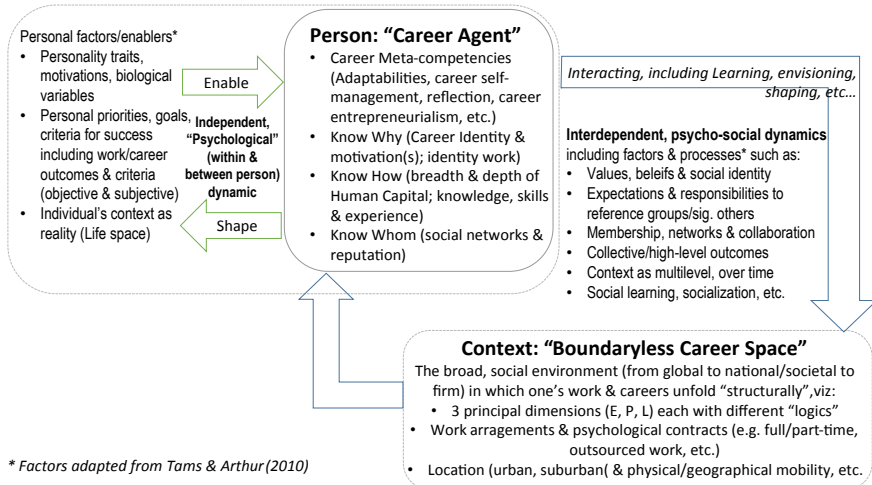 Personal factors/enablers*
• Personality traits,
motivations, biological
variables
• Personal priorities, goals,
criteria for success
including work/career
outcomes & criteria
(objective & subjective)
• Individual's context as
reality (Life space)
Enable
Independent,
"Psychological"
(within &
between person)
dynamic
Shape
Person: "Career Agent"
• Career Meta-competencies
(Adaptabilities, career self-
management, reflection, career
entrepreneurialism, etc.)
• Know Why (Career Identity &
motivation(s); identity work)
• Know How (breadth & depth of
Human Capital; knowledge, skills
& experience)
• Know Whom (social networks &
reputation)
Interacting, including Learning, envisioning,
shaping, etc...
Interdependent, psycho-social dynamics
including factors & processes* such as:
• Values, beleifs & social identity
• Expectations & responsibilities to
reference groups/sig. others
• Membership, networks & collaboration
• Collective/high-level outcomes
• Context as multilevel, over time
• Social learning, socialization, etc.
Context: "Boundaryless Career Space"
The broad, social environment (from global to national/societal to
firm) in which one's work & careers unfold "structurally",viz:
• 3 principal dimensions (E, P, L) each with different "logics"
• Work arragements & psychological contracts (e.g. full/part-time,
outsourced work, etc.)
• Location (urban, suburban( & physical/geographical mobility, etc.
* Factors adapted from Tams & Arthur (2010)